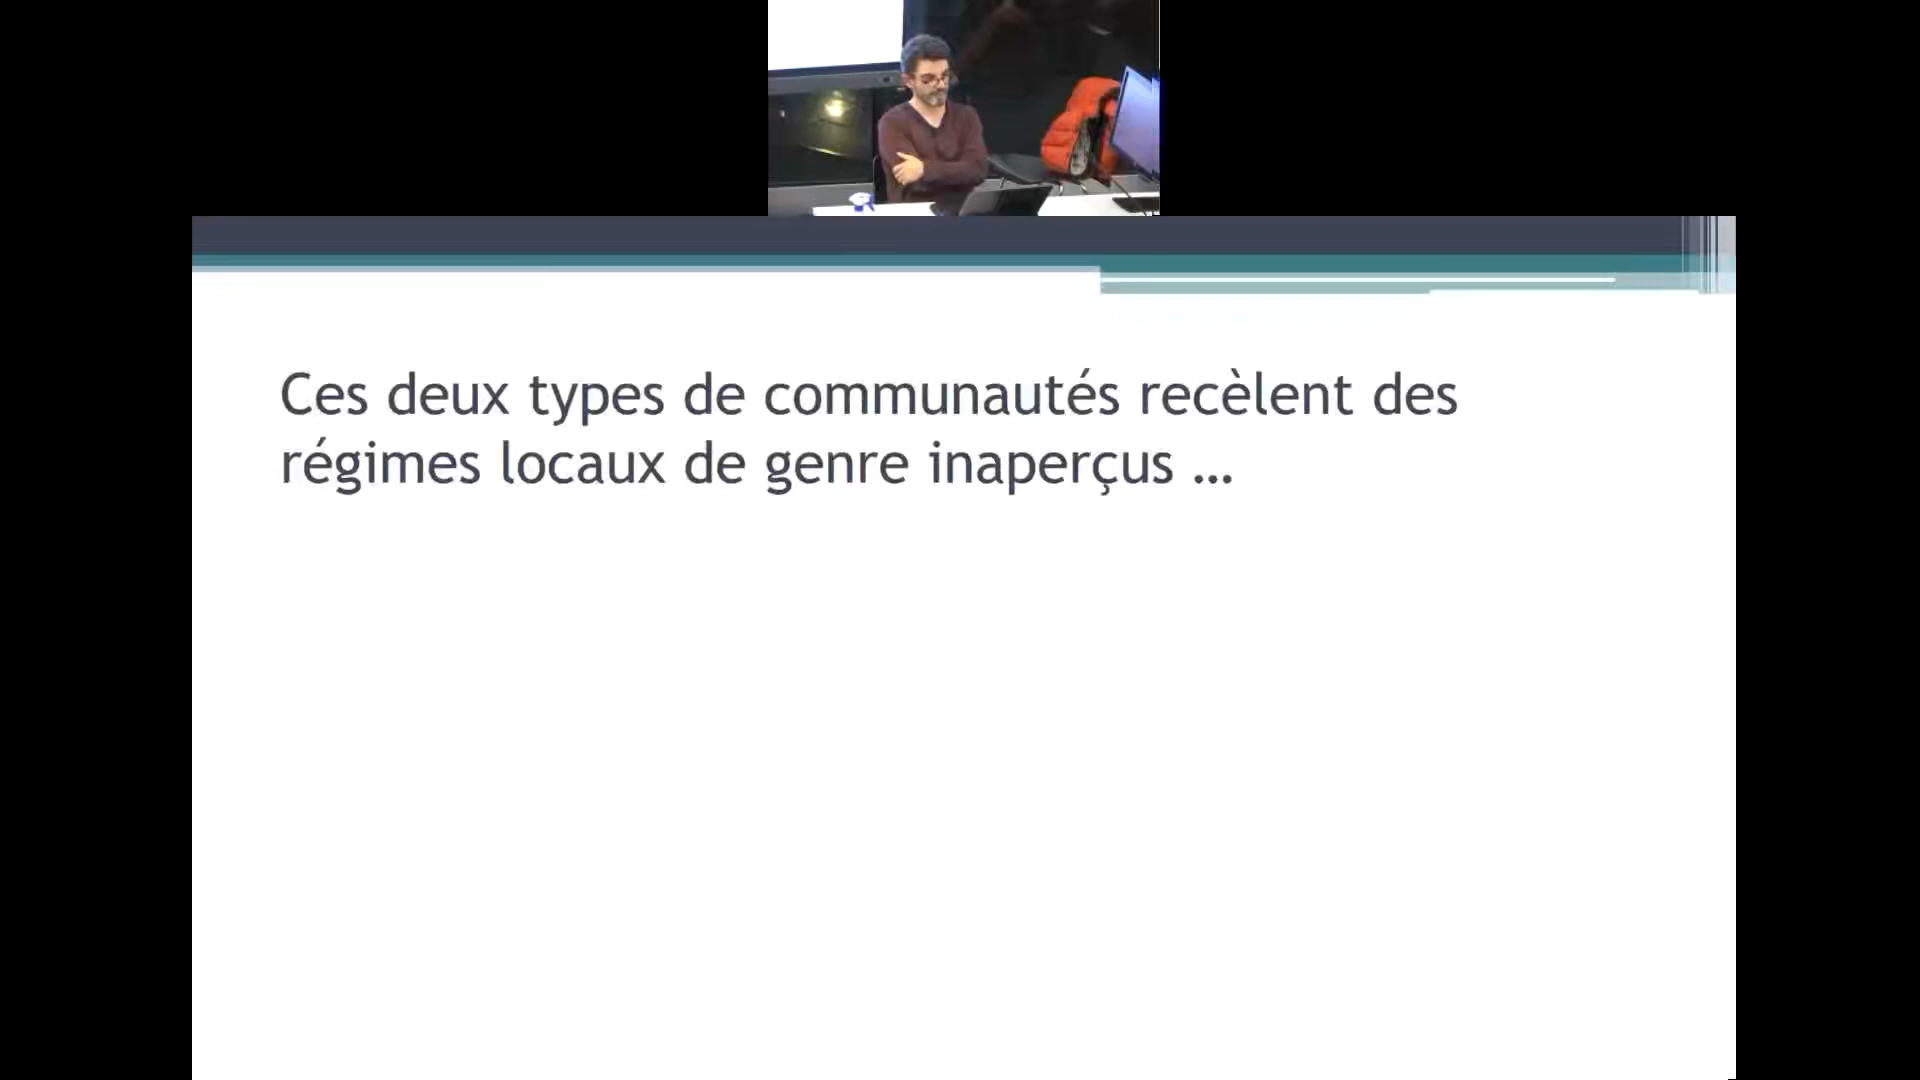 Ces deux types de communautés recèlent des
régimes locaux de genre inaperçus ...